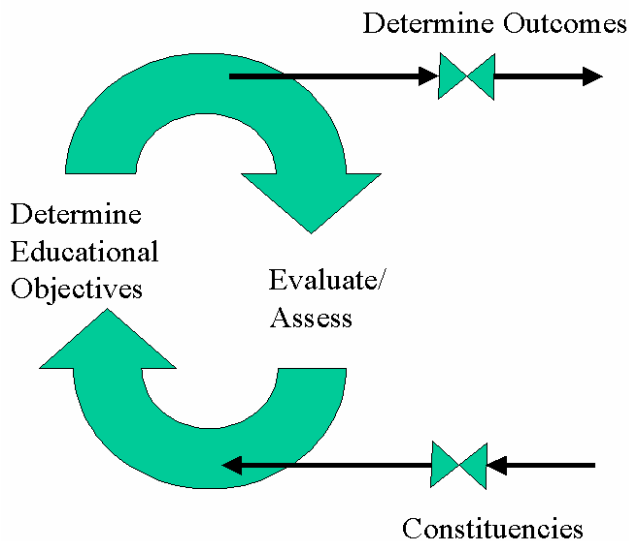 Determine Outcomes
Determine
Educational
Objectives
Evaluate/
Assess
Constituencies